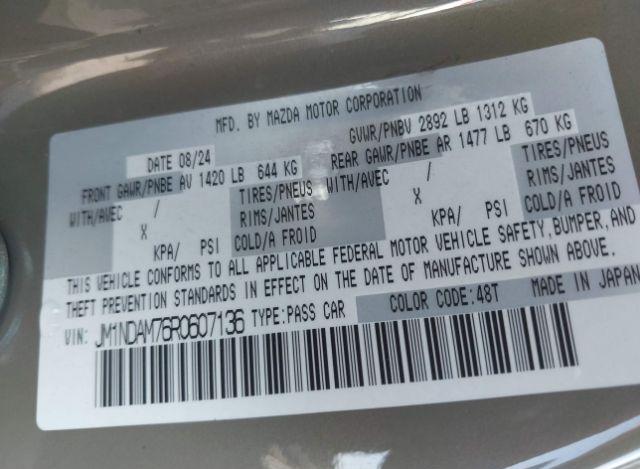 MFD. BY MAZDA MOTOR CORPORATION
DATE 08/24 GVWR/PNBV 2892 LB 1312 KG
FRONT GAWR/PNBE AV 1420 LB 644 KG REAR GAWR/PNBE AR 1477 LB 670 KG
WITH/AVEC / TIRES/PNEUS WITH/AVEC / TIRES/PNEUS
X RIMS/JANTES X RIMS/JANTES
KPA/ PSI COLD/A FROID KPA/ PSI COLD/A FROID
THIS VEHICLE CONFORMS TO ALL APPLICABLE FEDERAL MOTOR VEHICLE SAFETY, BUMPER, AND
THEFT PREVENTION STANDARDS IN EFFECT ON THE DATE OF MANUFACTURE SHOWN ABOVE.
VIN: JM1NDAM76R0607136 TYPE:PASS CAR COLOR CODE:48T MADE IN JAPAN